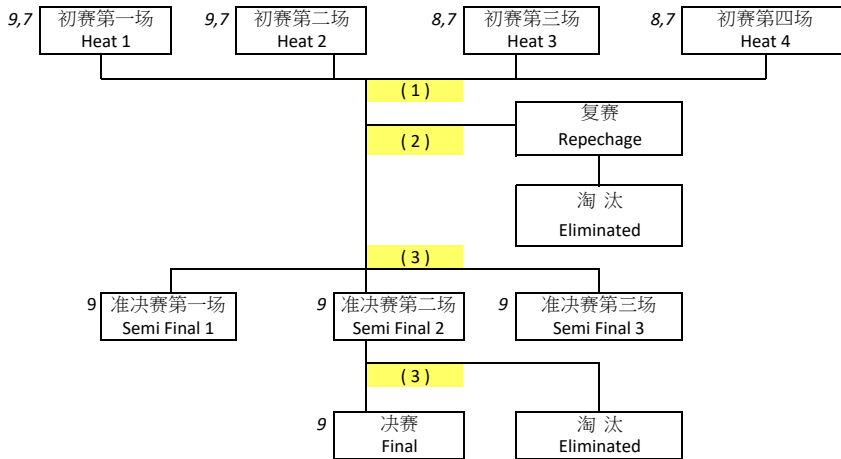 9,7 初赛第一场 9,7 初赛第二场 8,7 初赛第三场 8,7 初赛第四场
Heat 1 Heat 2 Heat 3 Heat 4
( 1 )
复赛
( 2 ) Repechage
淘 汰
Eliminated
( 3 )
9 准决赛第一场 9 准决赛第二场 9 准决赛第三场
Semi Final 1 Semi Final 2 Semi Final 3
( 3 )
9 决赛 淘 汰
Final Eliminated